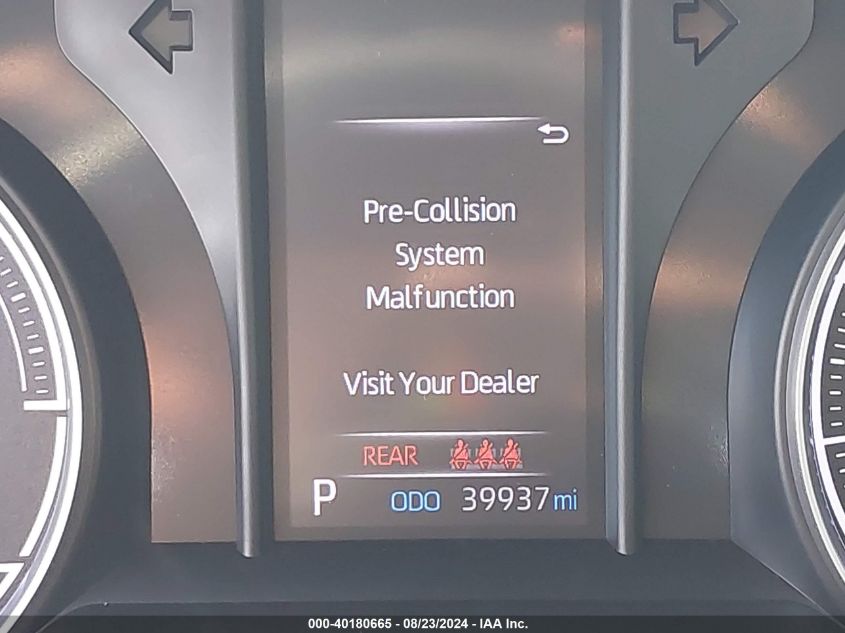 Pre-Collision
System
Malfunction
Visit Your Dealer
REAR
P ODO 39937 mi
000-40180665 - 08/23/2024 - IAA Inc.